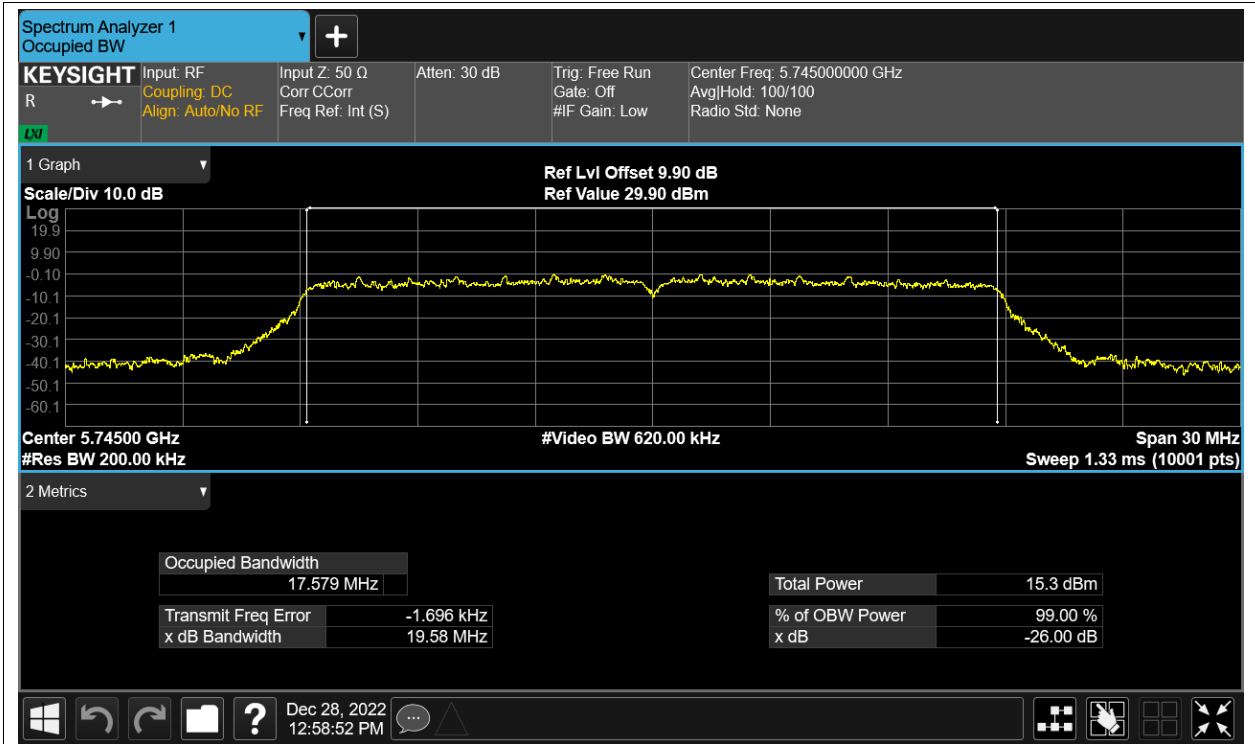 Spectrum Analyzer 1
Occupied BW
KEYSIGHT
R
LXI
Input: RF
Coupling: DC
Align: Auto/No RF
Input Z: 50 Ω
Corr CCorr
Freq Ref: Int (S)
Atten: 30 dB
Trig: Free Run
Gate: Off
#IF Gain: Low
Center Freq: 5.745000000 GHz
Avg|Hold: 100/100
Radio Std: None
1 Graph
Scale/Div 10.0 dB
Ref Lvl Offset 9.90 dB
Ref Value 29.90 dBm
Log
19.9
9.90
-0.10
-10.1
-20.1
-30.1
-40.1
-50.1
-60.1
Center 5.74500 GHz
#Res BW 200.00 kHz
#Video BW 620.00 kHz
Span 30 MHz
Sweep 1.33 ms (10001 pts)
2 Metrics
Occupied Bandwidth
17.579 MHz
Transmit Freq Error -1.696 kHz
x dB Bandwidth 19.58 MHz
Total Power 15.3 dBm
% of OBW Power 99.00 %
x dB -26.00 dB
?
Dec 28, 2022
12:58:52 PM